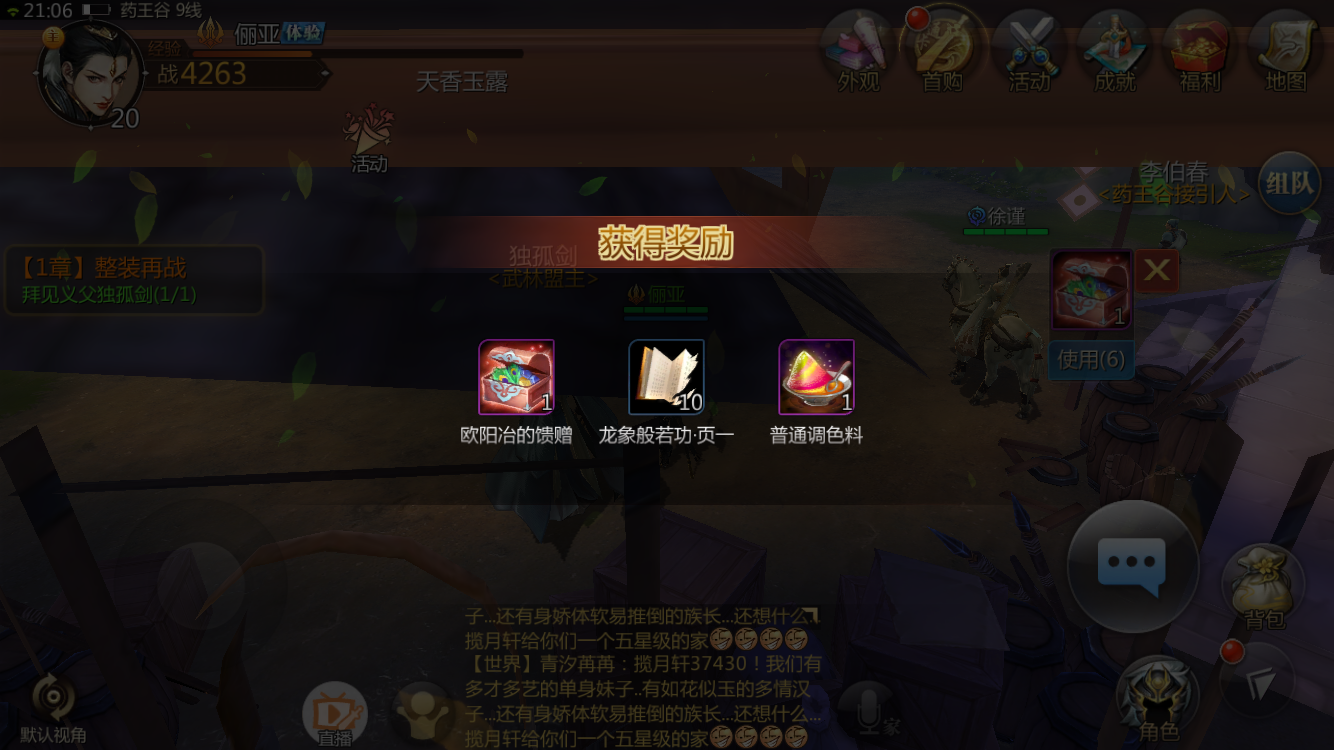 21:06 药王谷 9线
主
俪亚 体验
经验
战4263
20
天香玉露
外观
首购
活动
成就
福利
地图
活动
李伯春
<药王谷接引人>
组队
徐谨
获得奖励
独孤剑
<武林盟主>
俪亚
【1章】整装再战
拜见义父独孤剑(1/1)
1
使用(6)
1
10
1
欧阳冶的馈赠
龙象般若功·页一
普通调色料
子...还有身娇体软易推倒的族长...还想什么
揽月轩给你们一个五星级的家
【世界】青汐苒苒：揽月轩37430！我们有
多才多艺的单身妹子..有如花似玉的多情汉
子...还有身娇体软易推倒的族长...还想什么...
揽月轩给你们一个五星级的家
家
背包
角色
直播
默认视角